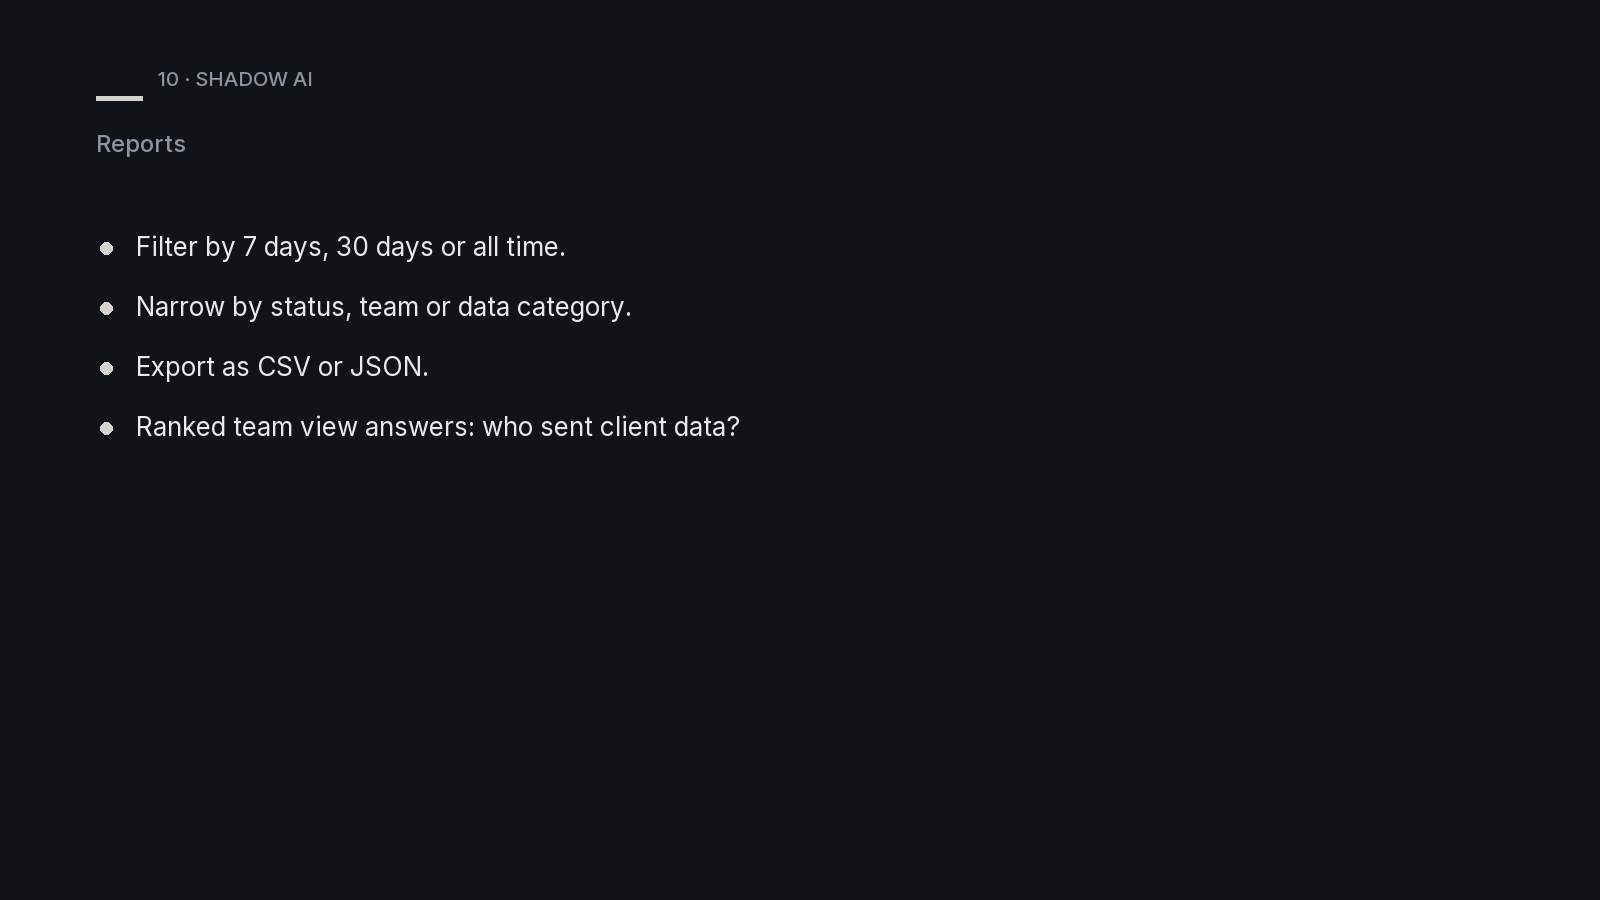 10 · SHADOW AI
Reports
Filter by 7 days, 30 days or all time.
Narrow by status, team or data category.
Export as CSV or JSON.
Ranked team view answers: who sent client data?